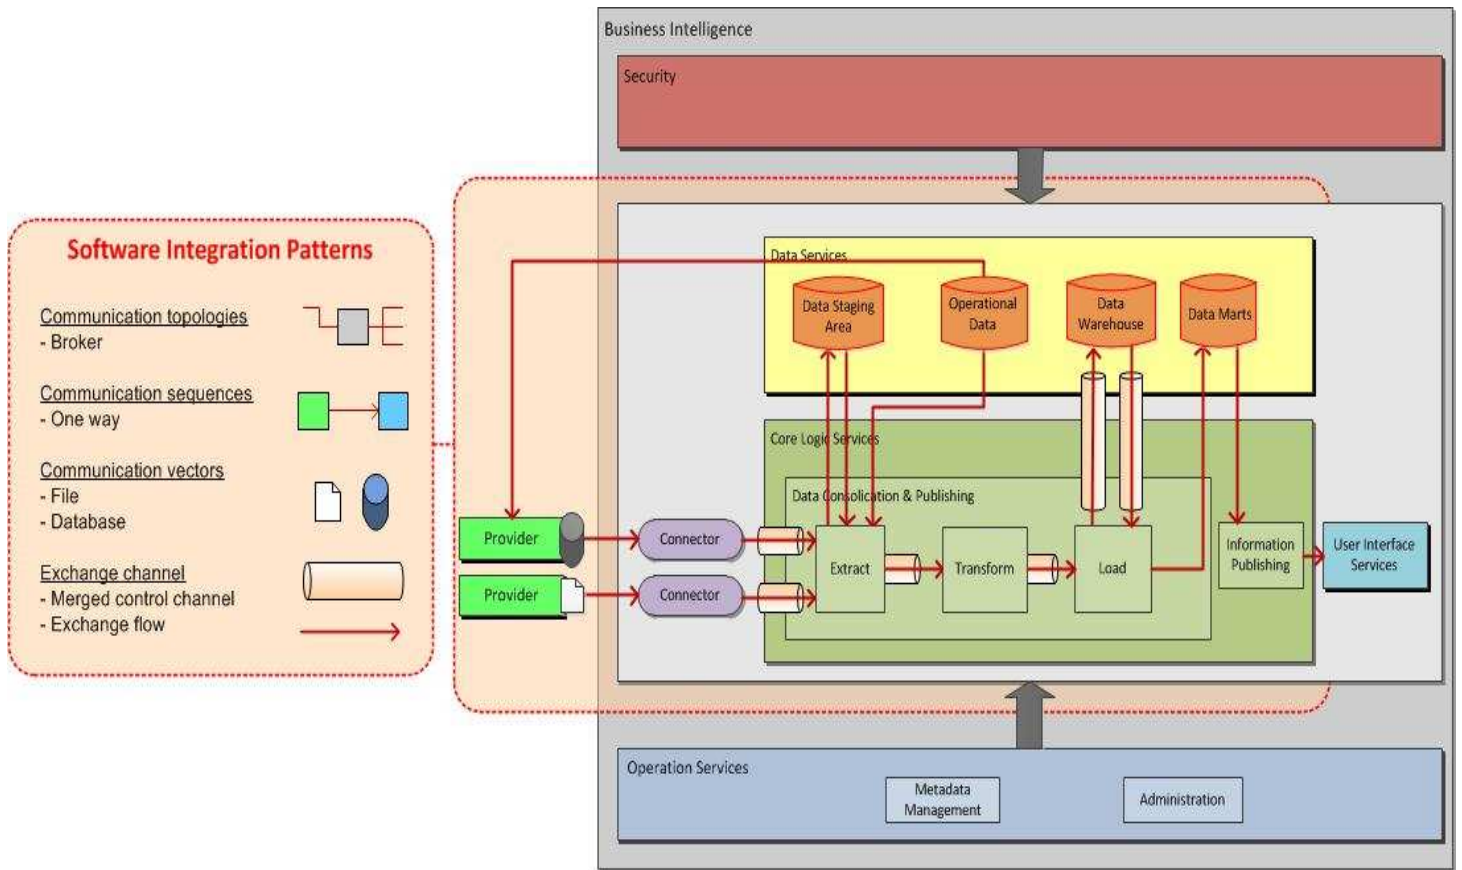 Business Intelligence
Security
Software Integration Patterns
Communication topologies
- Broker
Communication sequences
- One way
Communication vectors
- File
- Database
Exchange channel
- Merged control channel
- Exchange flow
Data Services
Data Staging
Area
Operational
Data
Data
Warehouse
Data Marts
Core Logic Services
Data Consolication & Publishing
Provider
Connector
Provider
Connector
Extract
Transform
Load
Information
Publishing
User Interface
Services
Operation Services
Metadata
Management
Administration